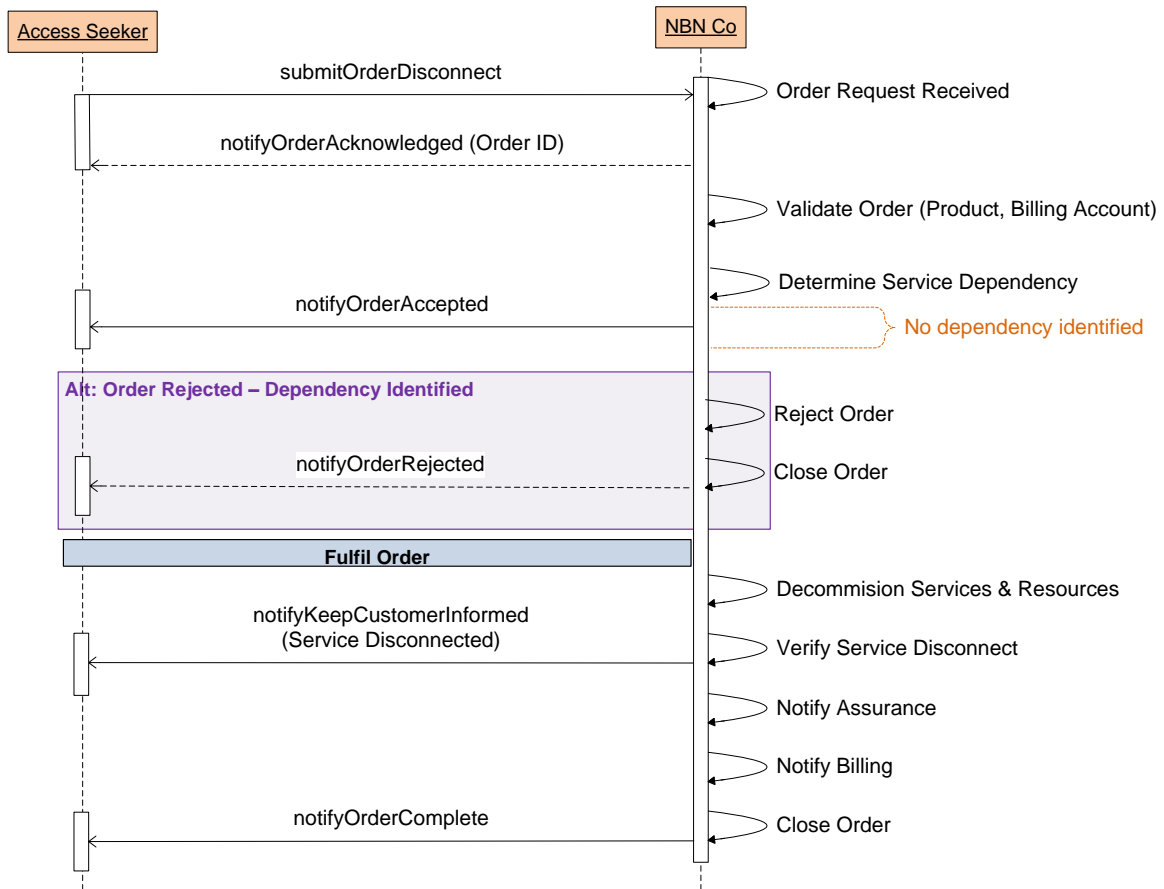 Access Seeker
NBN Co
submitOrderDisconnect
Order Request Received
notifyOrderAcknowledged (Order ID)
Validate Order (Product, Billing Account)
Determine Service Dependency
notifyOrderAccepted
No dependency identified
Alt: Order Rejected – Dependency Identified
Reject Order
notifyOrderRejected
Close Order
Fulfil Order
Decommision Services & Resources
notifyKeepCustomerInformed
(Service Disconnected)
Verify Service Disconnect
Notify Assurance
Notify Billing
notifyOrderComplete
Close Order